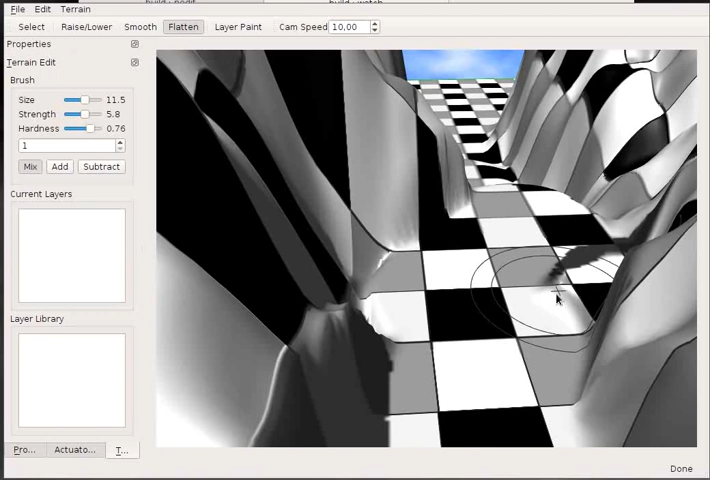 File Edit Terrain
Select Raise/Lower Smooth Flatten Layer Paint Cam Speed 10.00
Properties
Terrain Edit
Brush
Size 11.5
Strength 5.8
Hardness 0.76
1
Mix Add Subtract
Current Layers
Layer Library
Pro... Actuato... T...
Done